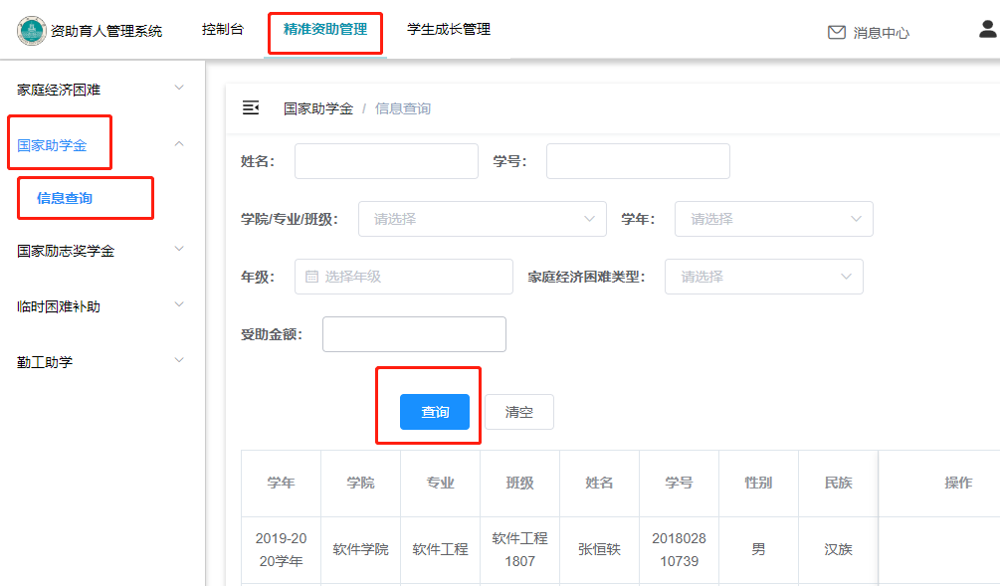 资助育人管理系统 控制台 精准资助管理 学生成长管理 消息中心
家庭经济困难
国家助学金
信息查询
国家励志奖学金
临时困难补助
勤工助学
国家助学金 / 信息查询
姓名： 学号：
学院/专业/班级： 请选择 学年： 请选择
年级： 选择年级 家庭经济困难类型： 请选择
受助金额：
查询 清空
学年 学院 专业 班级 姓名 学号 性别 民族 操作
2019-20
20学年 软件学院 软件工程 软件工程
1807 张恒轶 2018028
10739 男 汉族